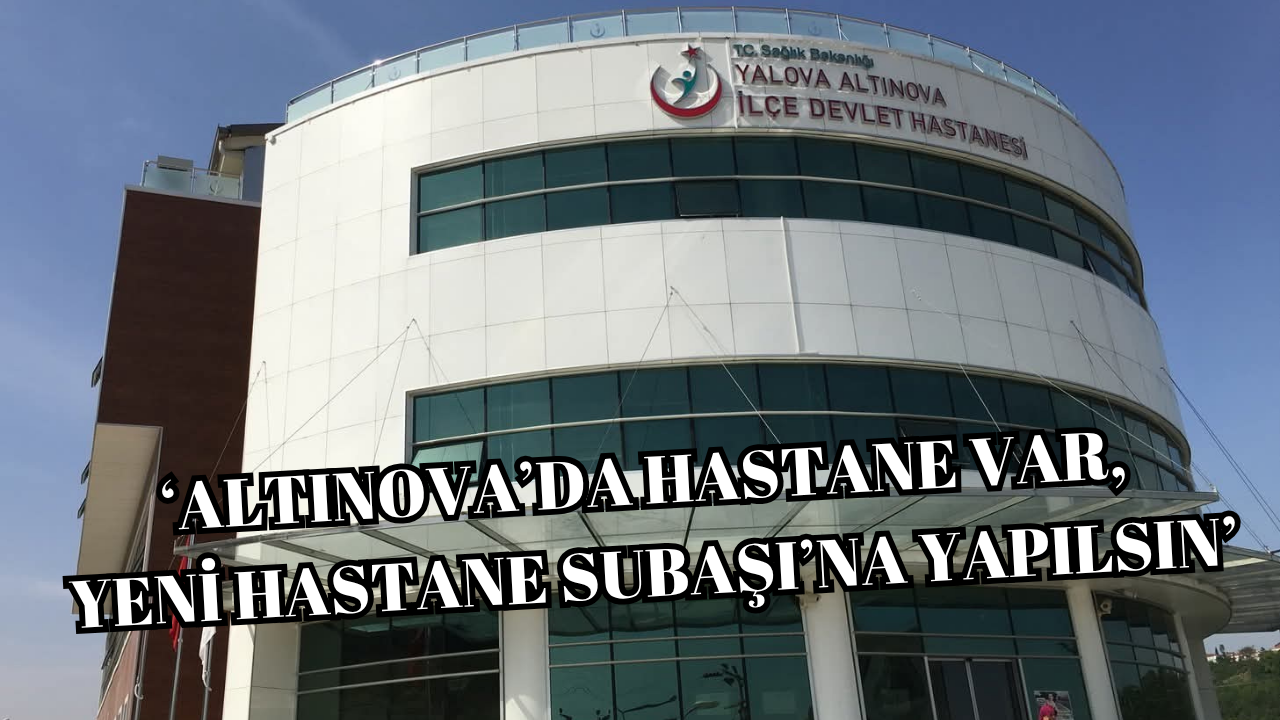 T.C. Sağlık Bakanlığı
YALOVA ALTINOVA
İLÇE DEVLET HASTANESİ
‘ALTINOVA’DA HASTANE VAR,
YENİ HASTANE SUBAŞI’NA YAPILSIN’